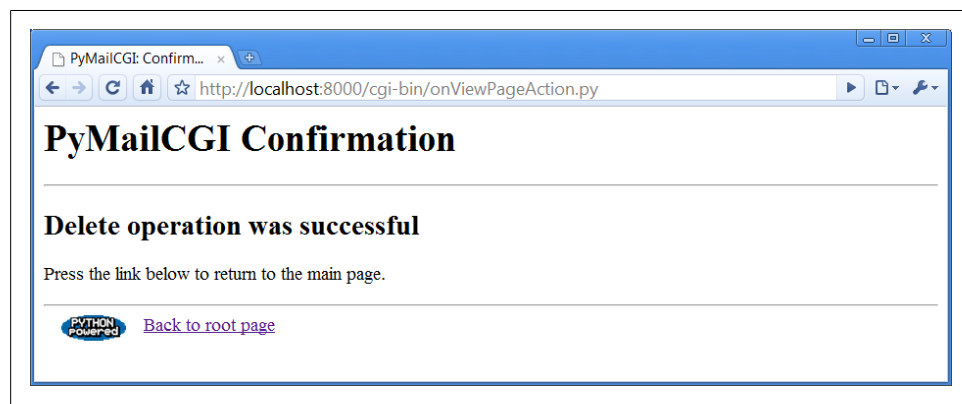 PyMailCGI: Confirm...
http://localhost:8000/cgi-bin/onViewPageAction.py
PyMailCGI Confirmation
Delete operation was successful
Press the link below to return to the main page.
PYTHON
Powered
Back to root page